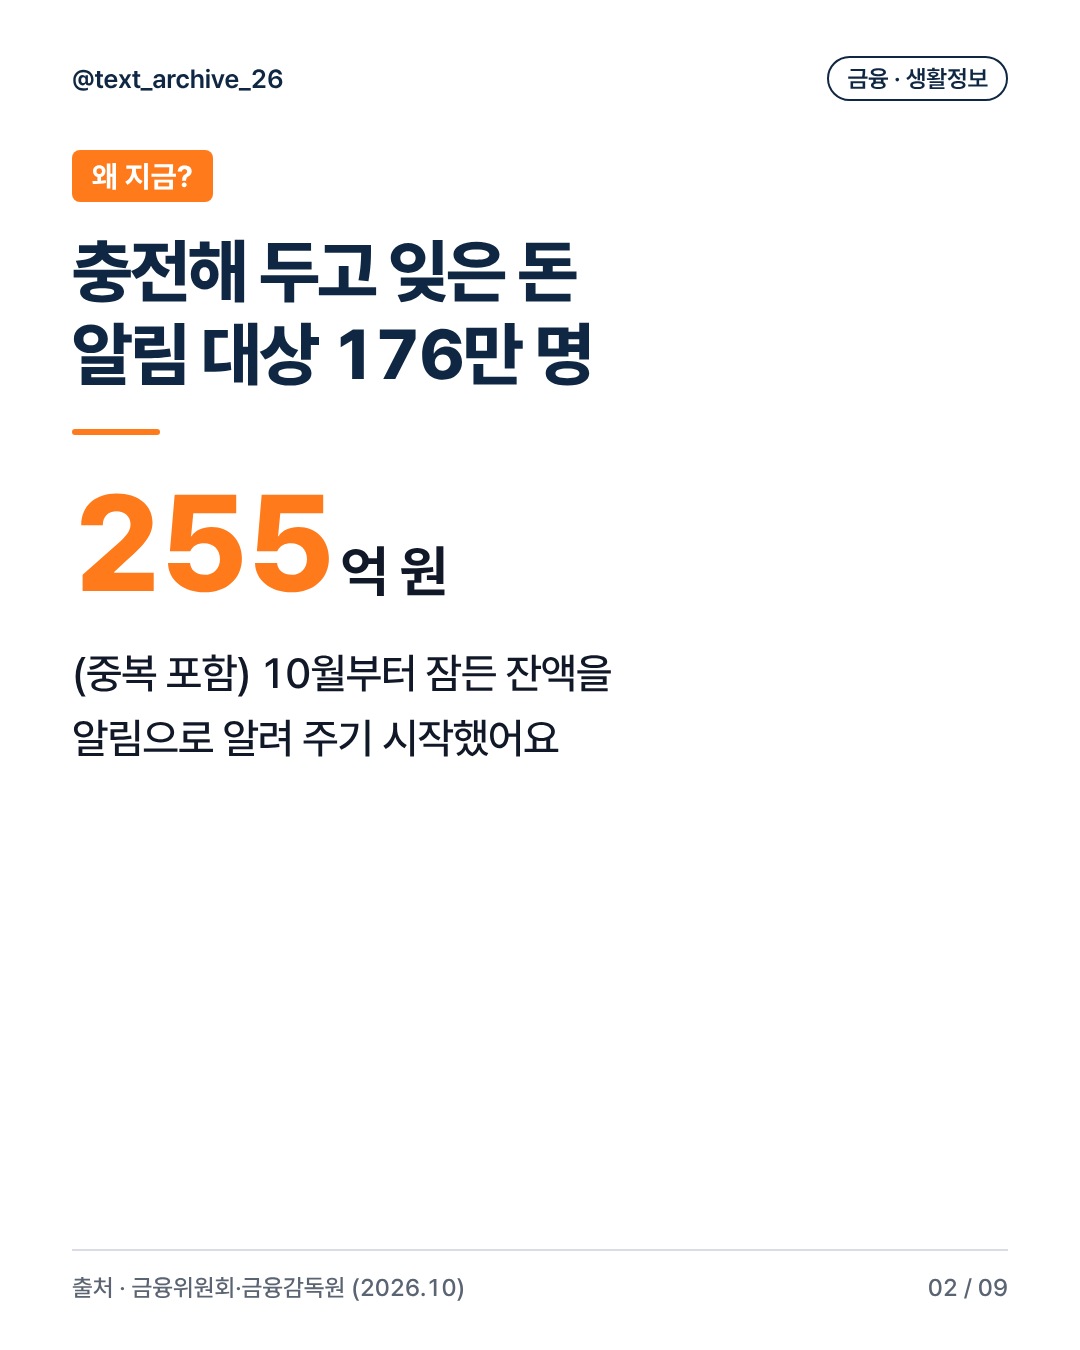 @text_archive_26
금융 · 생활정보
왜 지금?
충전해 두고 잊은 돈
알림 대상 176만 명
255억 원
(중복 포함) 10월부터 잠든 잔액을
알림으로 알려 주기 시작했어요
출처 · 금융위원회·금융감독원 (2026.10)
02 / 09